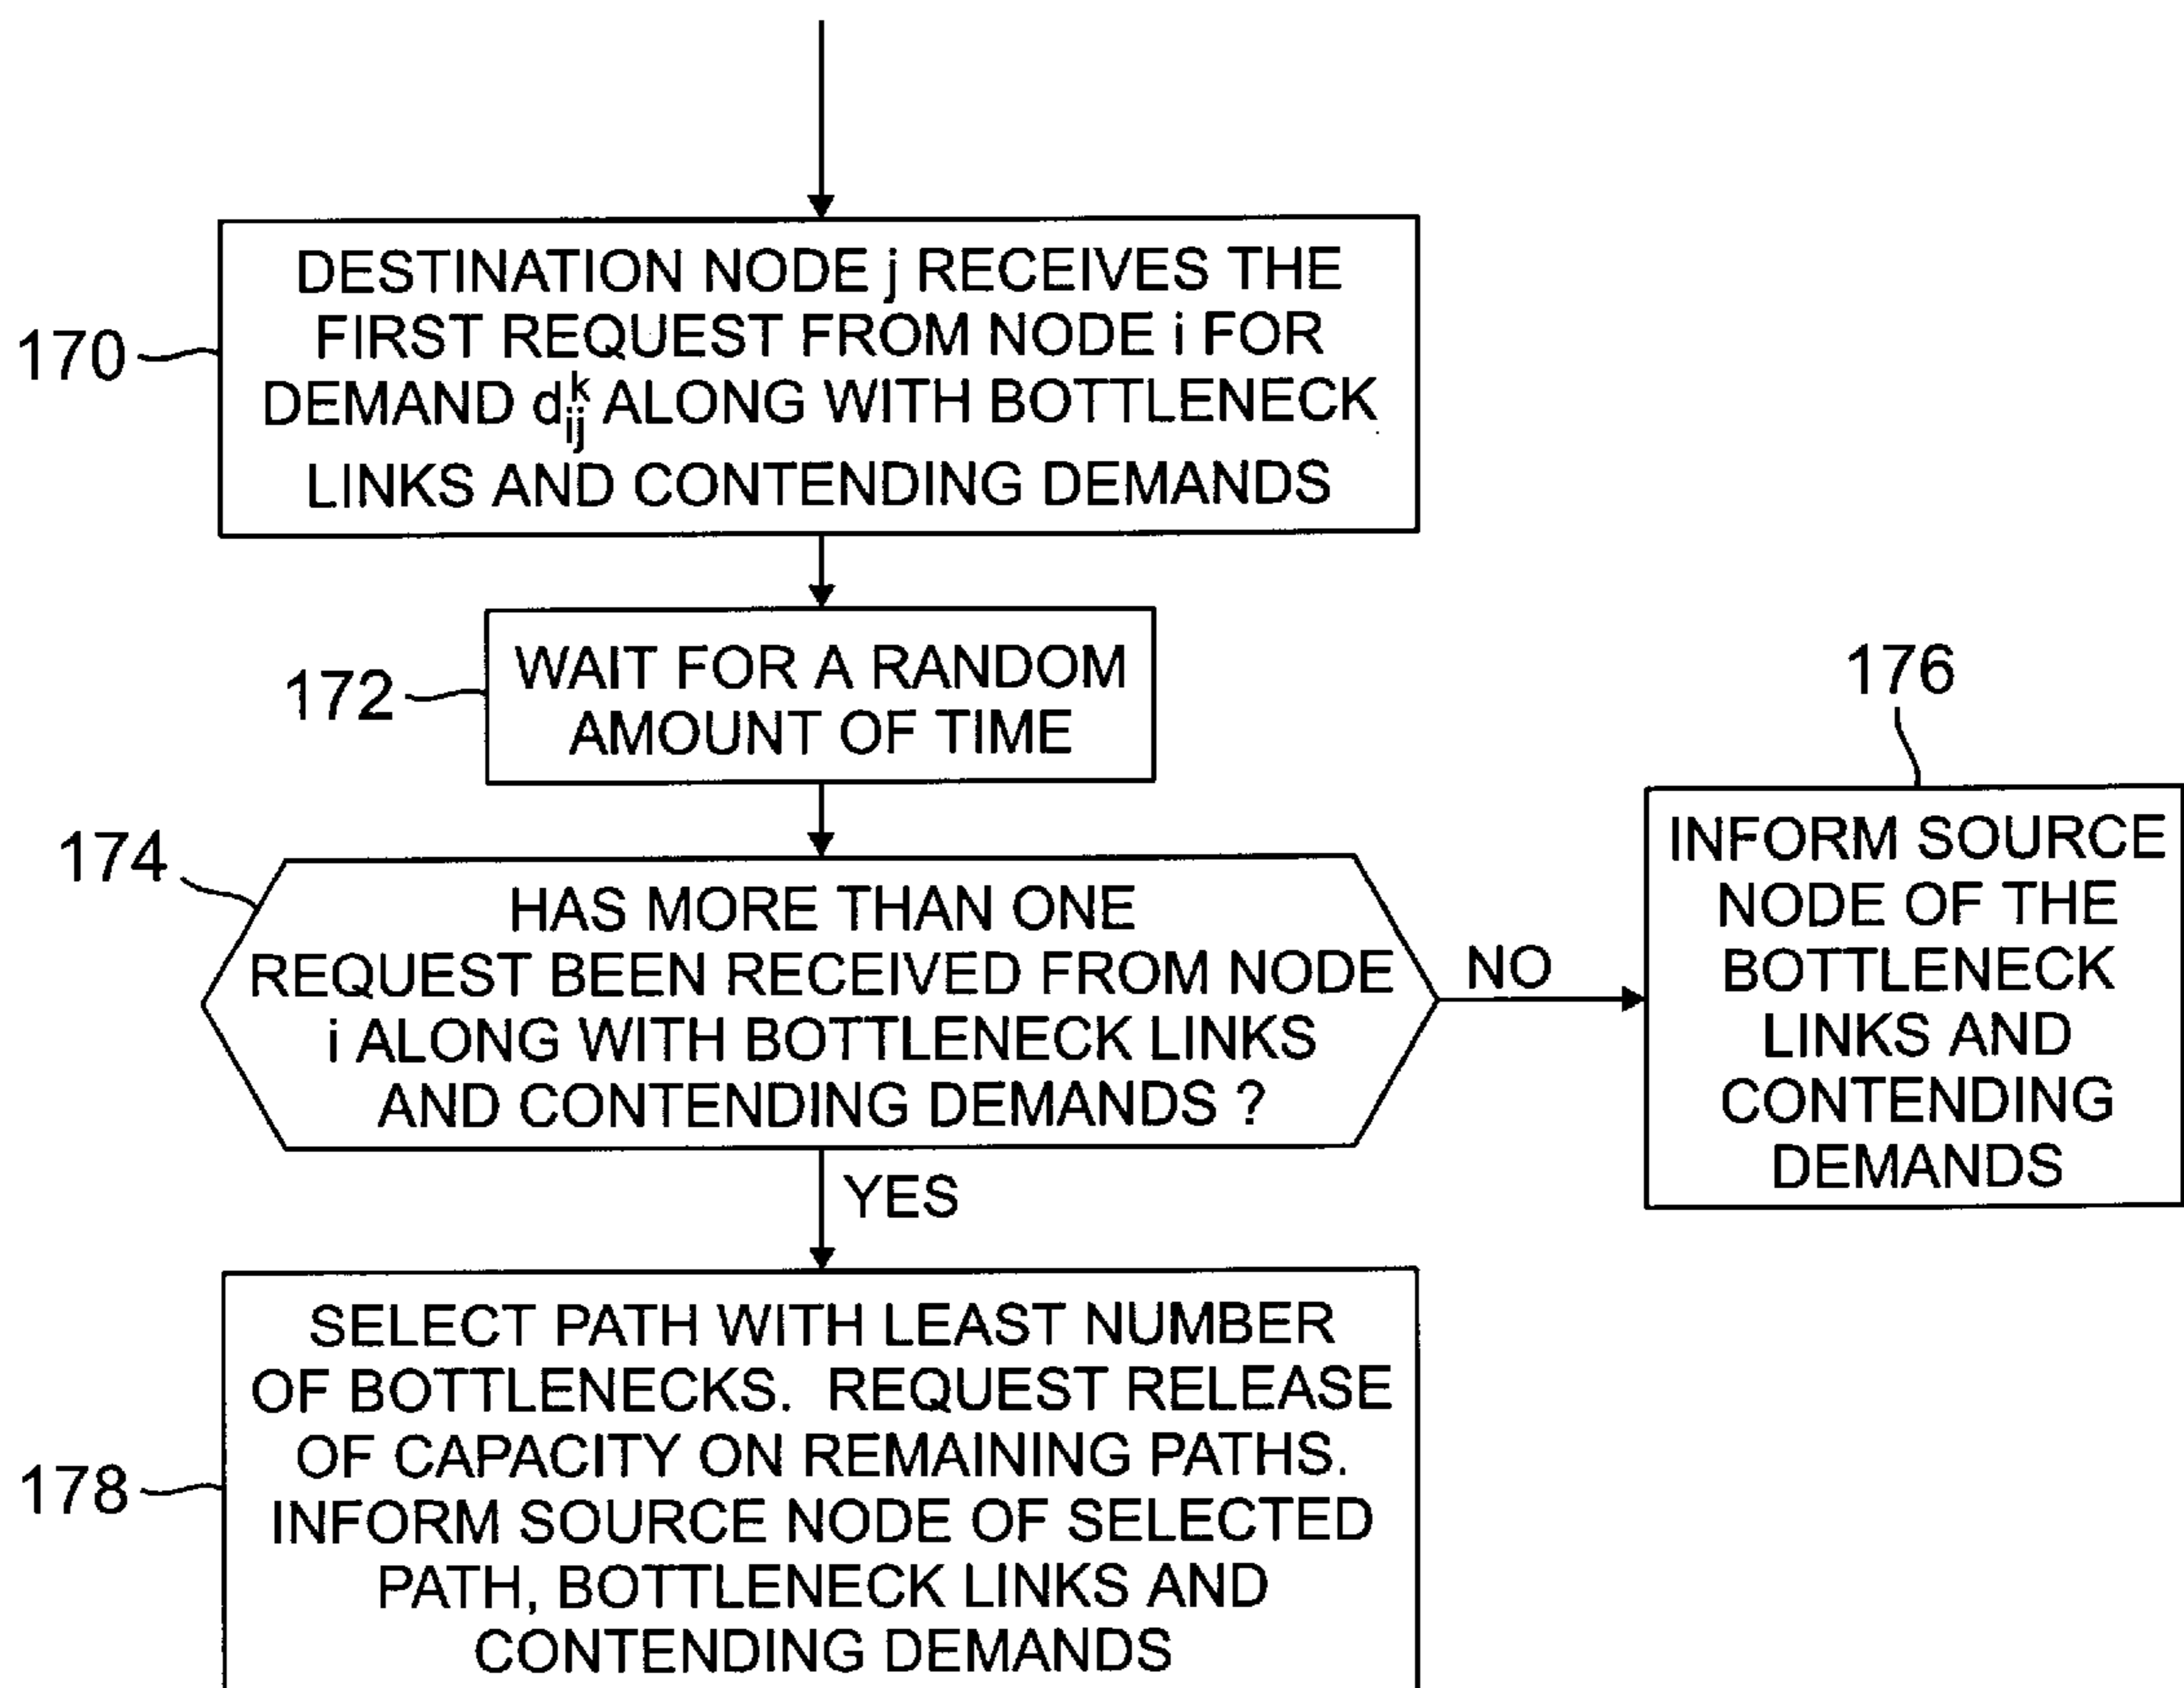 170
DESTINATION NODE j RECEIVES THE
FIRST REQUEST FROM NODE i FOR
DEMAND d_{ij}^{k} ALONG WITH BOTTLENECK
LINKS AND CONTENDING DEMANDS
172
WAIT FOR A RANDOM
AMOUNT OF TIME
174
HAS MORE THAN ONE
REQUEST BEEN RECEIVED FROM NODE
i ALONG WITH BOTTLENECK LINKS
AND CONTENDING DEMANDS ?
NO
176
INFORM SOURCE
NODE OF THE
BOTTLENECK
LINKS AND
CONTENDING
DEMANDS
YES
178
SELECT PATH WITH LEAST NUMBER
OF BOTTLENECKS. REQUEST RELEASE
OF CAPACITY ON REMAINING PATHS.
INFORM SOURCE NODE OF SELECTED
PATH, BOTTLENECK LINKS AND
CONTENDING DEMANDS